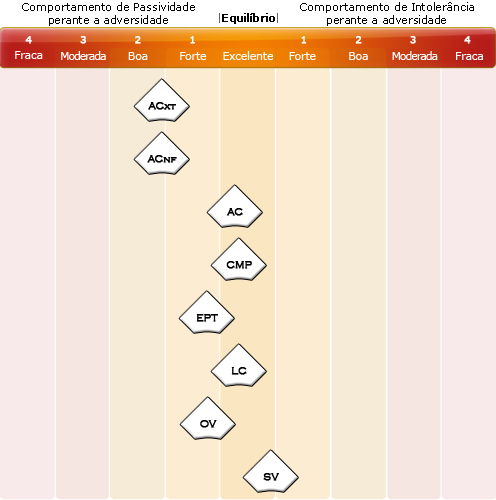 Comportamento de Passividade
perante a adversidade
|Equilíbrio|
Comportamento de Intolerância
perante a adversidade
4 3 2 1 1 2 3 4
Fraca Moderada Boa Forte Excelente Forte Boa Moderada Fraca
ACXT
ACNF
AC
CMP
EPT
LC
OV
SV